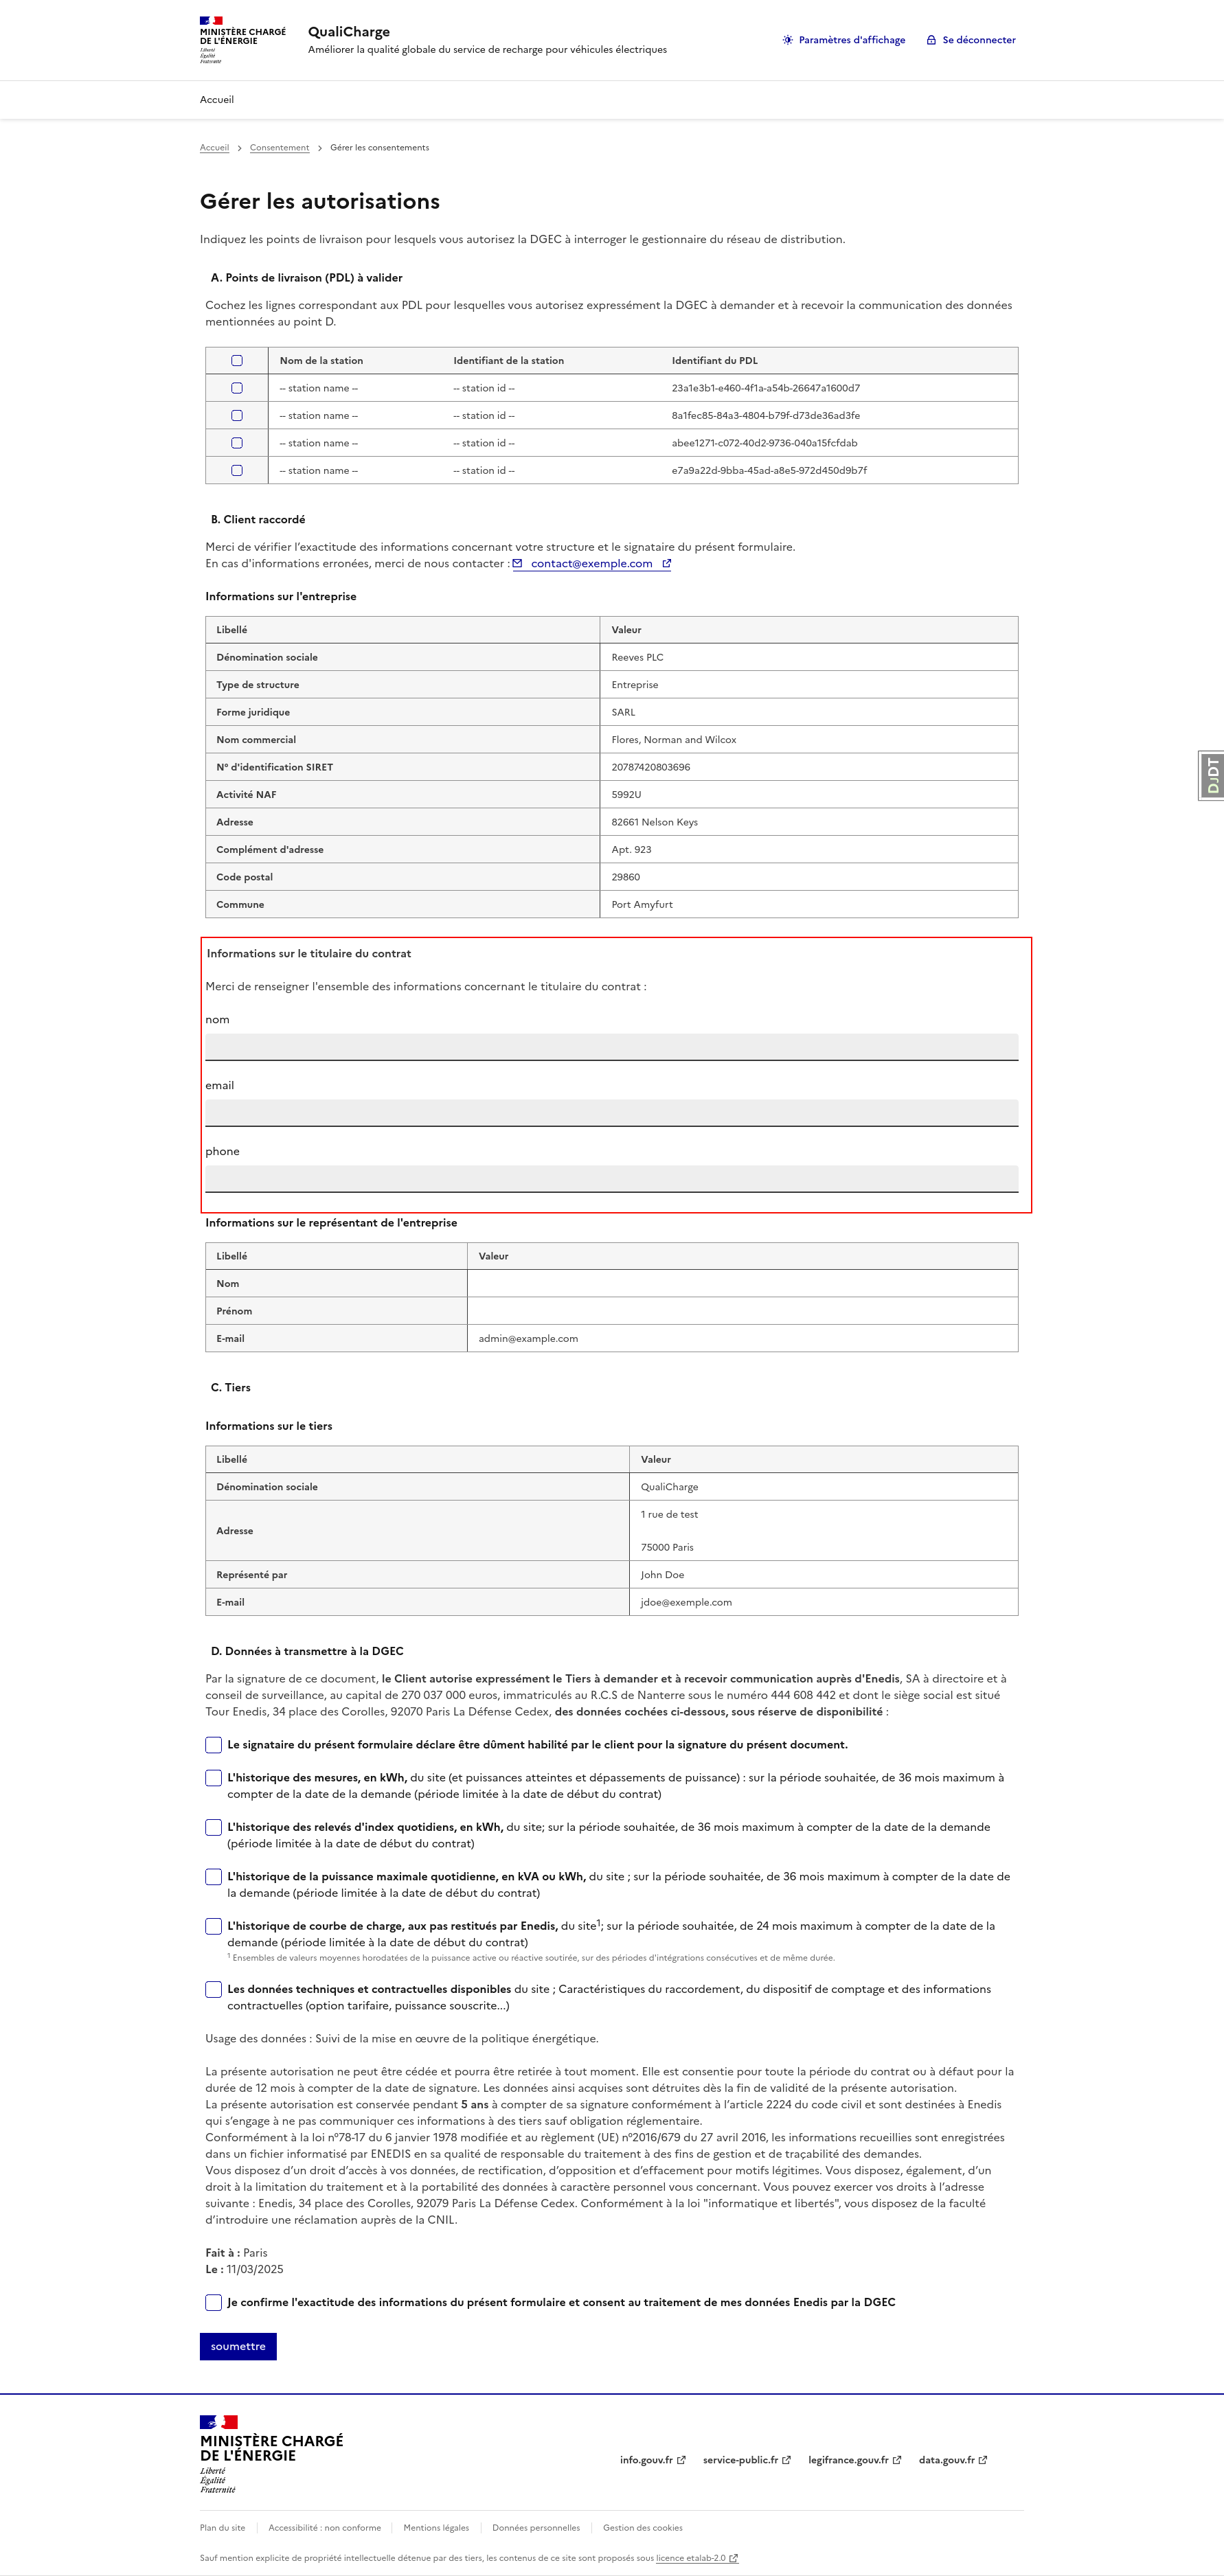 MINISTÈRE CHARGÉ
DE L'ÉNERGIE
Liberté
Égalité
Fraternité
QualiCharge
Améliorer la qualité globale du service de recharge pour véhicules électriques
Paramètres d'affichage
Se déconnecter
Accueil
Accueil > Consentement > Gérer les consentements
Gérer les autorisations
Indiquez les points de livraison pour lesquels vous autorisez la DGEC à interroger le gestionnaire du réseau de distribution.
A. Points de livraison (PDL) à valider
Cochez les lignes correspondant aux PDL pour lesquelles vous autorisez expressément la DGEC à demander et à recevoir la communication des données
mentionnées au point D.
Nom de la station Identifiant de la station Identifiant du PDL
-- station name -- -- station id -- 23a1e3b1-e460-4f1a-a54b-26647a1600d7
-- station name -- -- station id -- 8a1fec85-84a3-4804-b79f-d73de36ad3fe
-- station name -- -- station id -- abee1271-c072-40d2-9736-040a15fcfdab
-- station name -- -- station id -- e7a9a22d-9bba-45ad-a8e5-972d450d9b7f
B. Client raccordé
Merci de vérifier l’exactitude des informations concernant votre structure et le signataire du présent formulaire.
En cas d'informations erronées, merci de nous contacter : contact@exemple.com
Informations sur l'entreprise
Libellé Valeur
Dénomination sociale Reeves PLC
Type de structure Entreprise
Forme juridique SARL
Nom commercial Flores, Norman and Wilcox
N° d'identification SIRET 20787420803696
Activité NAF 5992U
Adresse 82661 Nelson Keys
Complément d'adresse Apt. 923
Code postal 29860
Commune Port Amyfurt
DJDT
Informations sur le titulaire du contrat
Merci de renseigner l'ensemble des informations concernant le titulaire du contrat :
nom
email
phone
Informations sur le représentant de l'entreprise
Libellé Valeur
Nom
Prénom
E-mail admin@example.com
C. Tiers
Informations sur le tiers
Libellé Valeur
Dénomination sociale QualiCharge
Adresse 1 rue de test
75000 Paris
Représenté par John Doe
E-mail jdoe@exemple.com
D. Données à transmettre à la DGEC
Par la signature de ce document, le Client autorise expressément le Tiers à demander et à recevoir communication auprès d'Enedis, SA à directoire et à
conseil de surveillance, au capital de 270 037 000 euros, immatriculés au R.C.S de Nanterre sous le numéro 444 608 442 et dont le siège social est situé
Tour Enedis, 34 place des Corolles, 92070 Paris La Défense Cedex, des données cochées ci-dessous, sous réserve de disponibilité :
Le signataire du présent formulaire déclare être dûment habilité par le client pour la signature du présent document.
L'historique des mesures, en kWh, du site (et puissances atteintes et dépassements de puissance) : sur la période souhaitée, de 36 mois maximum à
compter de la date de la demande (période limitée à la date de début du contrat)
L'historique des relevés d'index quotidiens, en kWh, du site; sur la période souhaitée, de 36 mois maximum à compter de la date de la demande
(période limitée à la date de début du contrat)
L'historique de la puissance maximale quotidienne, en kVA ou kWh, du site ; sur la période souhaitée, de 36 mois maximum à compter de la date de
la demande (période limitée à la date de début du contrat)
L'historique de courbe de charge, aux pas restitués par Enedis, du site¹; sur la période souhaitée, de 24 mois maximum à compter de la date de la
demande (période limitée à la date de début du contrat)
¹ Ensembles de valeurs moyennes horodatées de la puissance active ou réactive soutirée, sur des périodes d'intégrations consécutives et de même durée.
Les données techniques et contractuelles disponibles du site ; Caractéristiques du raccordement, du dispositif de comptage et des informations
contractuelles (option tarifaire, puissance souscrite...)
Usage des données : Suivi de la mise en œuvre de la politique énergétique.
La présente autorisation ne peut être cédée et pourra être retirée à tout moment. Elle est consentie pour toute la période du contrat ou à défaut pour la
durée de 12 mois à compter de la date de signature. Les données ainsi acquises sont détruites dès la fin de validité de la présente autorisation.
La présente autorisation est conservée pendant 5 ans à compter de sa signature conformément à l’article 2224 du code civil et sont destinées à Enedis
qui s’engage à ne pas communiquer ces informations à des tiers sauf obligation réglementaire.
Conformément à la loi n°78-17 du 6 janvier 1978 modifiée et au règlement (UE) n°2016/679 du 27 avril 2016, les informations recueillies sont enregistrées
dans un fichier informatisé par ENEDIS en sa qualité de responsable du traitement à des fins de gestion et de traçabilité des demandes.
Vous disposez d’un droit d’accès à vos données, de rectification, d’opposition et d’effacement pour motifs légitimes. Vous disposez, également, d’un
droit à la limitation du traitement et à la portabilité des données à caractère personnel vous concernant. Vous pouvez exercer vos droits à l’adresse
suivante : Enedis, 34 place des Corolles, 92079 Paris La Défense Cedex. Conformément à la loi "informatique et libertés", vous disposez de la faculté
d’introduire une réclamation auprès de la CNIL.
Fait à : Paris
Le : 11/03/2025
Je confirme l'exactitude des informations du présent formulaire et consent au traitement de mes données Enedis par la DGEC
soumettre
MINISTÈRE CHARGÉ
DE L'ÉNERGIE
Liberté
Égalité
Fraternité
info.gouv.fr service-public.fr legifrance.gouv.fr data.gouv.fr
Plan du site Accessibilité : non conforme Mentions légales Données personnelles Gestion des cookies
Sauf mention explicite de propriété intellectuelle détenue par des tiers, les contenus de ce site sont proposés sous licence etalab-2.0